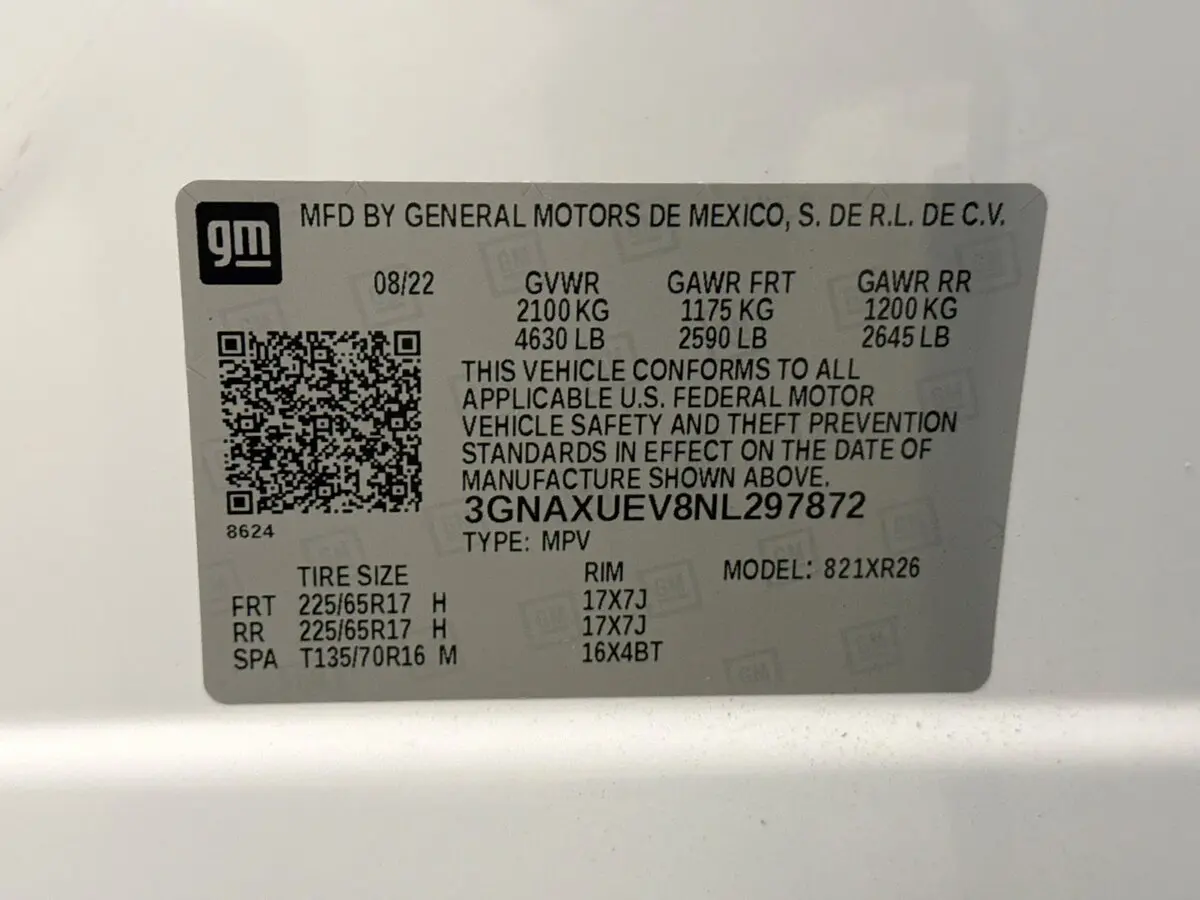 gm
MFD BY GENERAL MOTORS DE MEXICO, S. DE R.L. DE C.V.
08/22 GVWR GAWR FRT GAWR RR
2100 KG 1175 KG 1200 KG
4630 LB 2590 LB 2645 LB
THIS VEHICLE CONFORMS TO ALL
APPLICABLE U.S. FEDERAL MOTOR
VEHICLE SAFETY AND THEFT PREVENTION
STANDARDS IN EFFECT ON THE DATE OF
MANUFACTURE SHOWN ABOVE.
3GNAXUEV8NL297872
8624
TYPE: MPV
TIRE SIZE RIM MODEL: 821XR26
FRT 225/65R17 H 17X7J
RR 225/65R17 H 17X7J
SPA T135/70R16 M 16X4BT